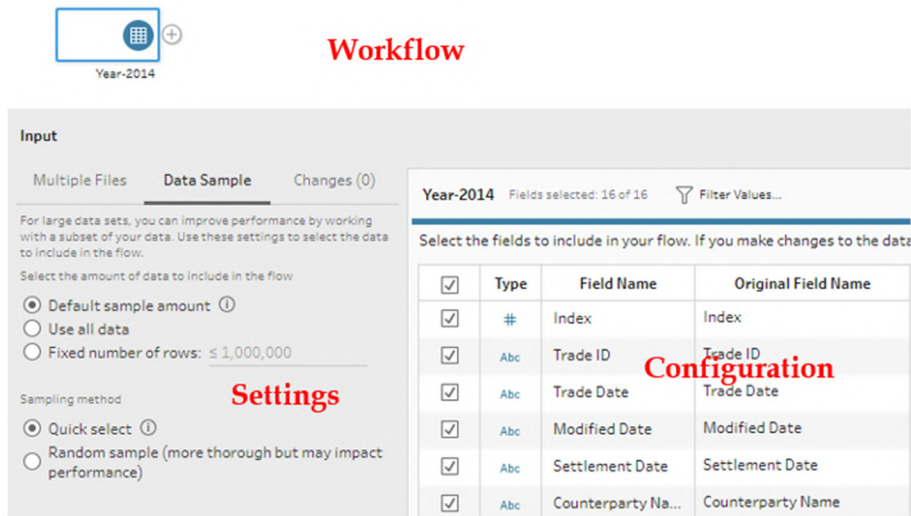 Workflow
Year-2014
Input
Multiple Files Data Sample Changes (0)
For large data sets, you can improve performance by working
with a subset of your data. Use these settings to select the data
to include in the flow.
Select the amount of data to include in the flow
Default sample amount
Use all data
Fixed number of rows: ≤ 1,000,000
Settings
Sampling method
Quick select
Random sample (more thorough but may impact
performance)
Year-2014 Fields selected: 16 of 16 Filter Values...
Select the fields to include in your flow. If you make changes to the data
Type Field Name Original Field Name
# Index Index
Abc Trade ID Trade ID
Configuration
Abc Trade Date Trade Date
Abc Modified Date Modified Date
Abc Settlement Date Settlement Date
Abc Counterparty Na... Counterparty Name